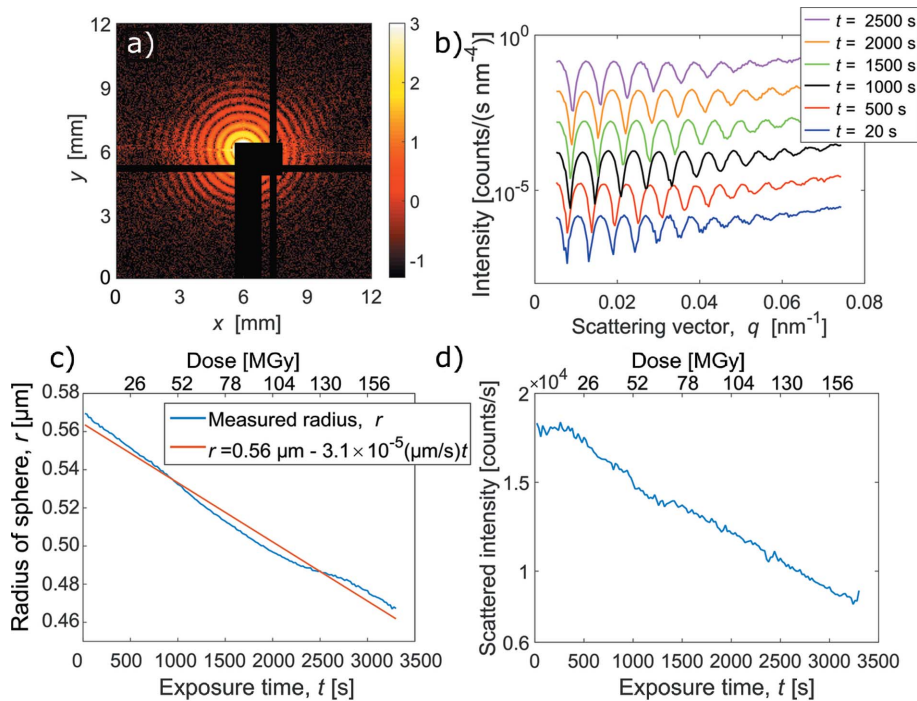 a)
12
9
6
3
0
y [mm]
0 3 6 9 12
x [mm]
3
2
1
0
-1
b)
10^0
10^-5
Intensity [counts/(s nm^-4)]
0 0.02 0.04 0.06 0.08
Scattering vector, q [nm^-1]
t = 2500 s
t = 2000 s
t = 1500 s
t = 1000 s
t = 500 s
t = 20 s
c)
Dose [MGy]
26 52 78 104 130 156
0.58
0.56
0.54
0.52
0.50
0.48
0.46
Radius of sphere, r [µm]
Measured radius, r
r =0.56 µm - 3.1×10^-5(µm/s)t
0 500 1000 1500 2000 2500 3000 3500
Exposure time, t [s]
d)
Dose [MGy]
26 52 78 104 130 156
2 ×10^4
1.5
1
0.6
Scattered intensity [counts/s]
0 500 1000 1500 2000 2500 3000 3500
Exposure time, t [s]